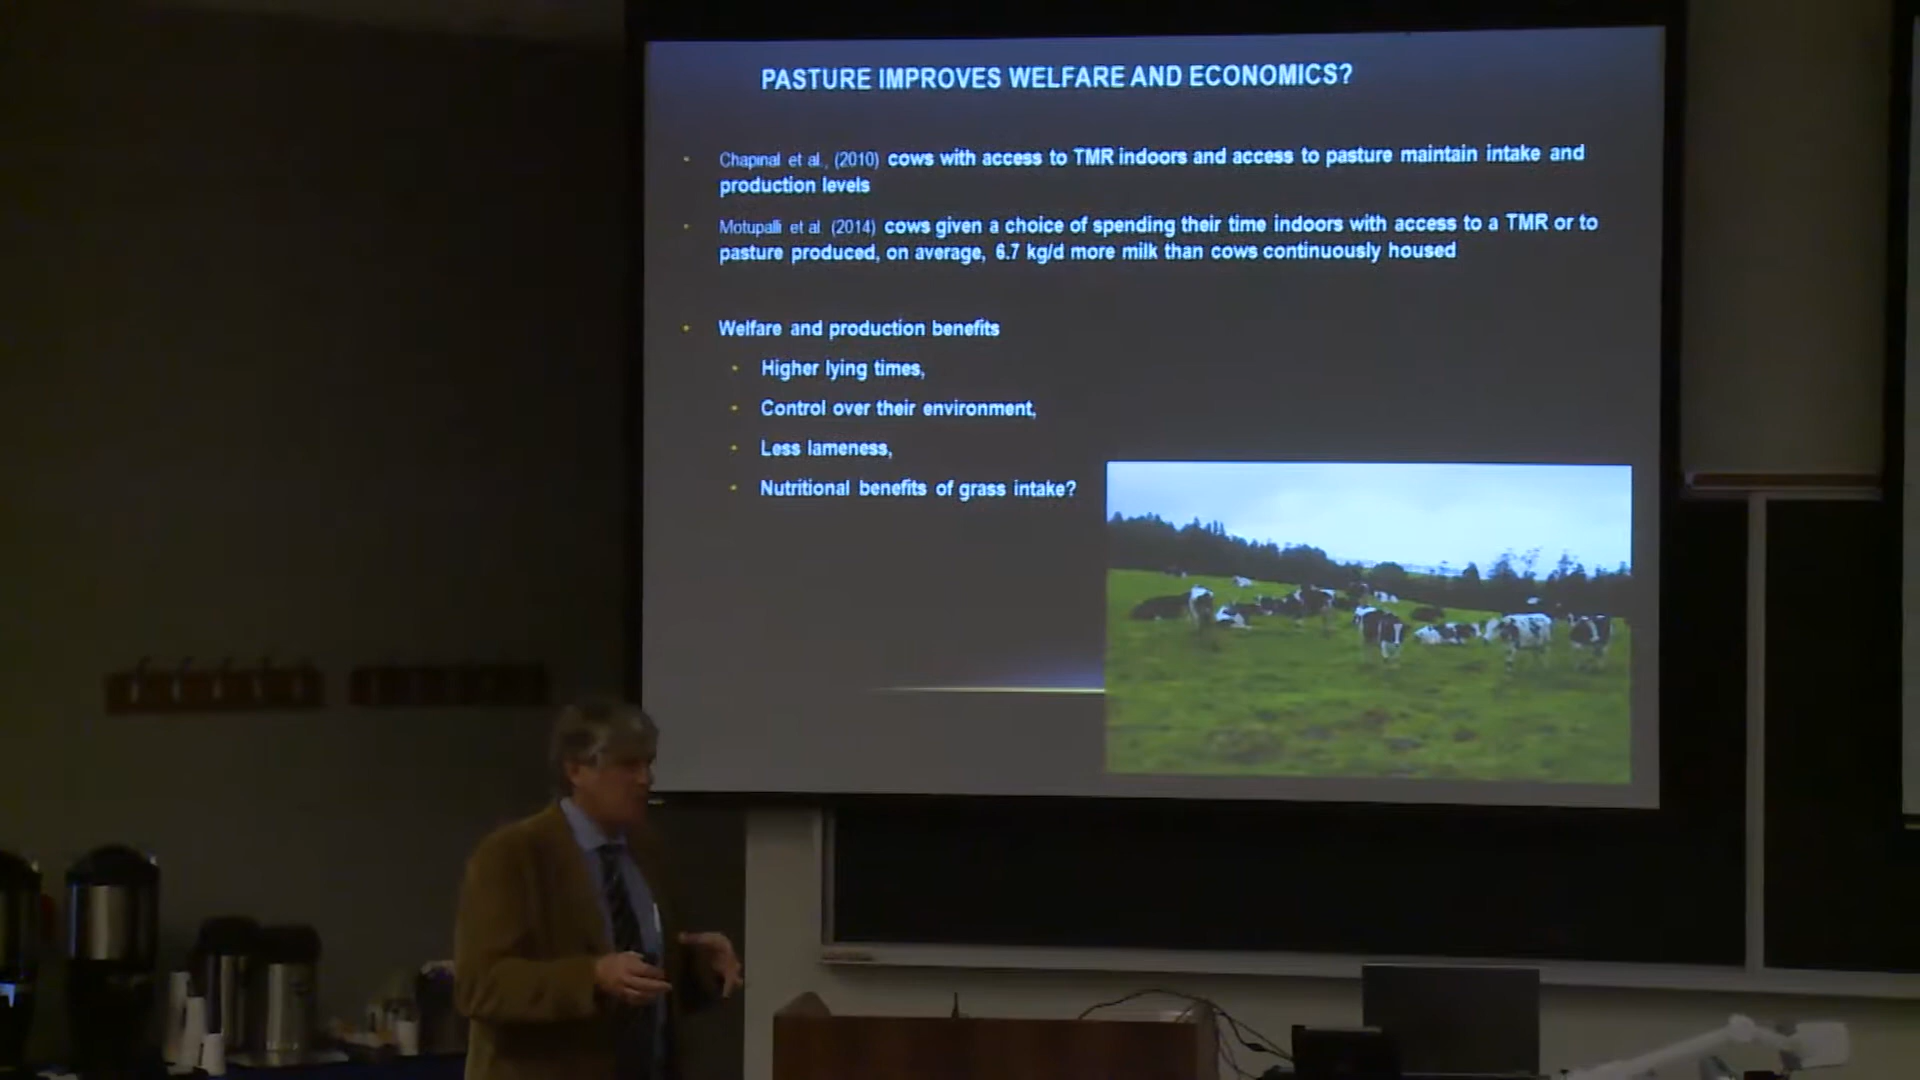 PASTURE IMPROVES WELFARE AND ECONOMICS?
Chapinal et al., (2010) cows with access to TMR indoors and access to pasture maintain intake and
production levels
Motupalli et al. (2014) cows given a choice of spending their time indoors with access to a TMR or to
pasture produced, on average, 6.7 kg/d more milk than cows continuously housed
Welfare and production benefits
Higher lying times,
Control over their environment,
Less lameness,
Nutritional benefits of grass intake?